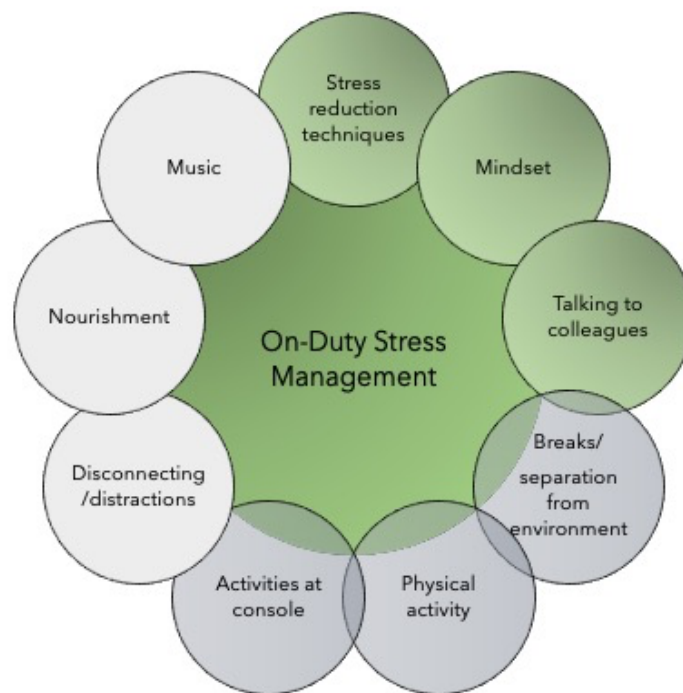 Stress
reduction
techniques
Mindset
Talking to
colleagues
Breaks/
separation
from
environment
Physical
activity
Activities at
console
Disconnecting
/distractions
Nourishment
Music
On-Duty Stress
Management